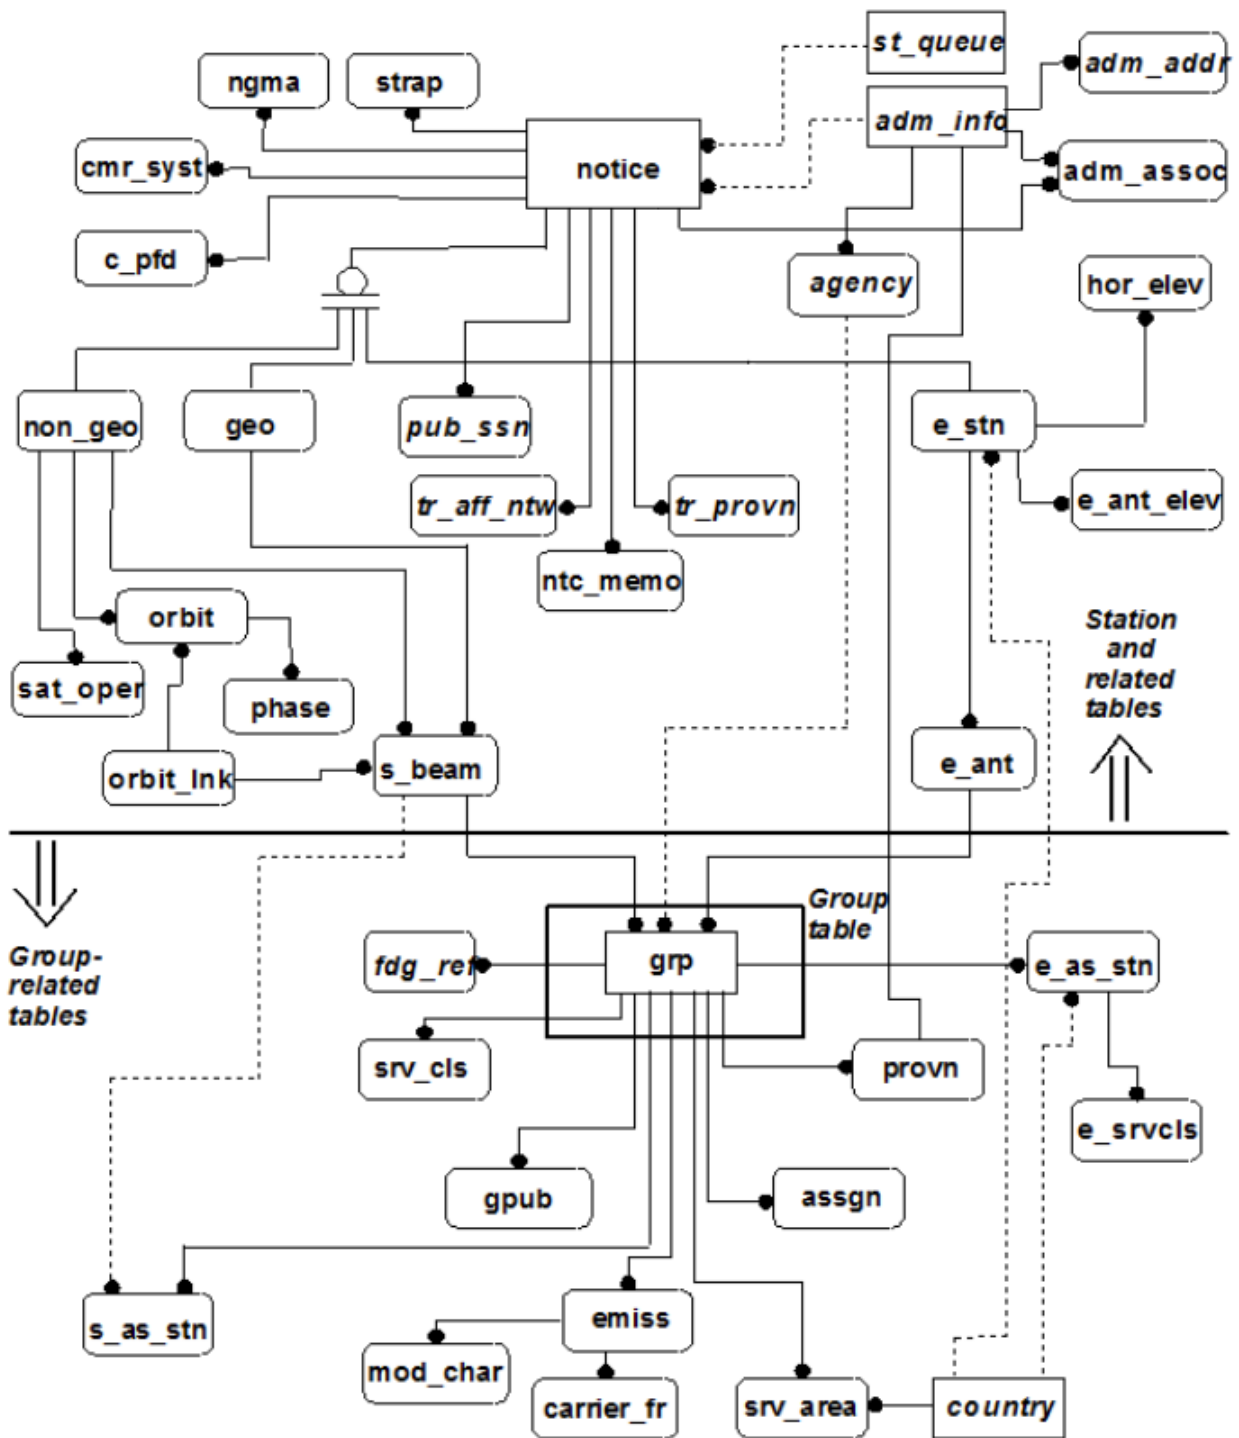 st_queue
ngma
strap
adm_addr
adm_info
cmr_syst
notice
adm_assoc
c_pfd
agency
hor_elev
non_geo
geo
pub_ssn
e_stn
tr_aff_ntw
tr_provn
e_ant_elev
ntc_memo
orbit
Station
and
related
tables
sat_oper
phase
orbit_lnk
s_beam
e_ant
Group
table
Group-
related
tables
fdg_ref
grp
e_as_stn
srv_cls
provn
e_srvcls
gpub
assgn
s_as_stn
emiss
mod_char
carrier_fr
srv_area
country